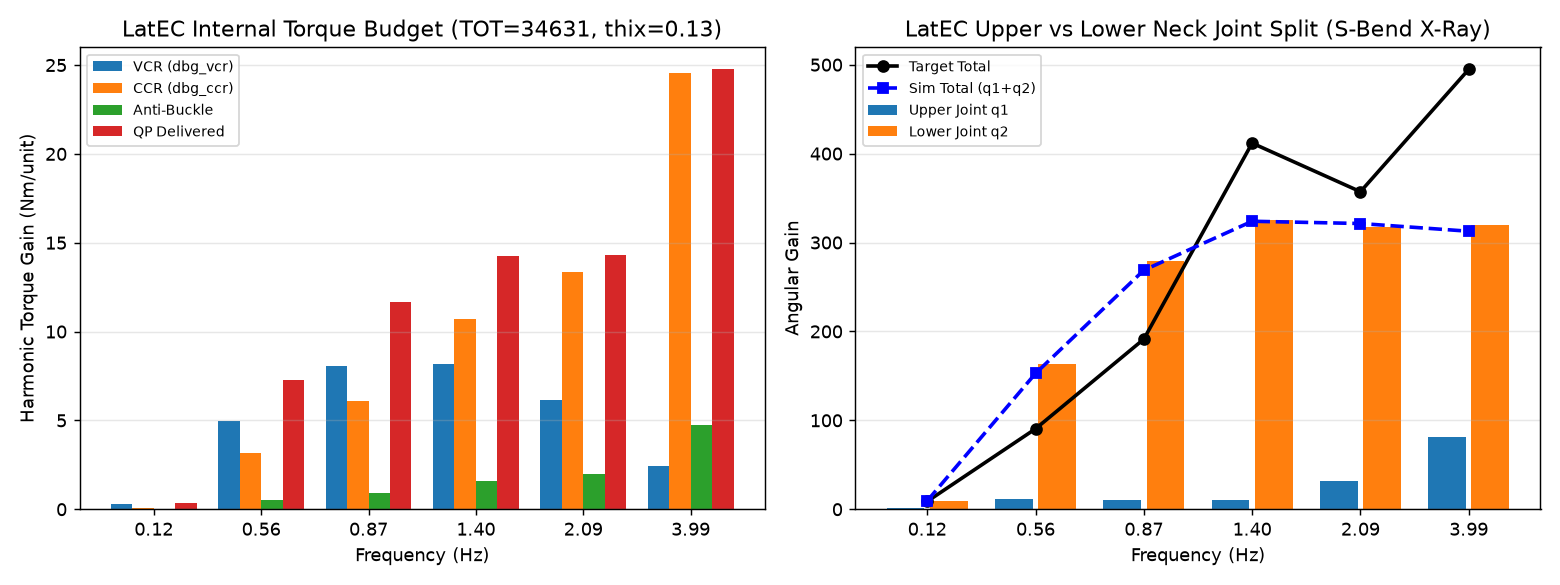 LatEC Internal Torque Budget (TOT=34631, thix=0.13)
Harmonic Torque Gain (Nm/unit)
25
20
15
10
5
0
VCR (dbg_vcr)
CCR (dbg_ccr)
Anti-Buckle
QP Delivered
0.12 0.56 0.87 1.40 2.09 3.99
Frequency (Hz)
LatEC Upper vs Lower Neck Joint Split (S-Bend X-Ray)
Angular Gain
500
400
300
200
100
0
Target Total
Sim Total (q1+q2)
Upper Joint q1
Lower Joint q2
0.12 0.56 0.87 1.40 2.09 3.99
Frequency (Hz)